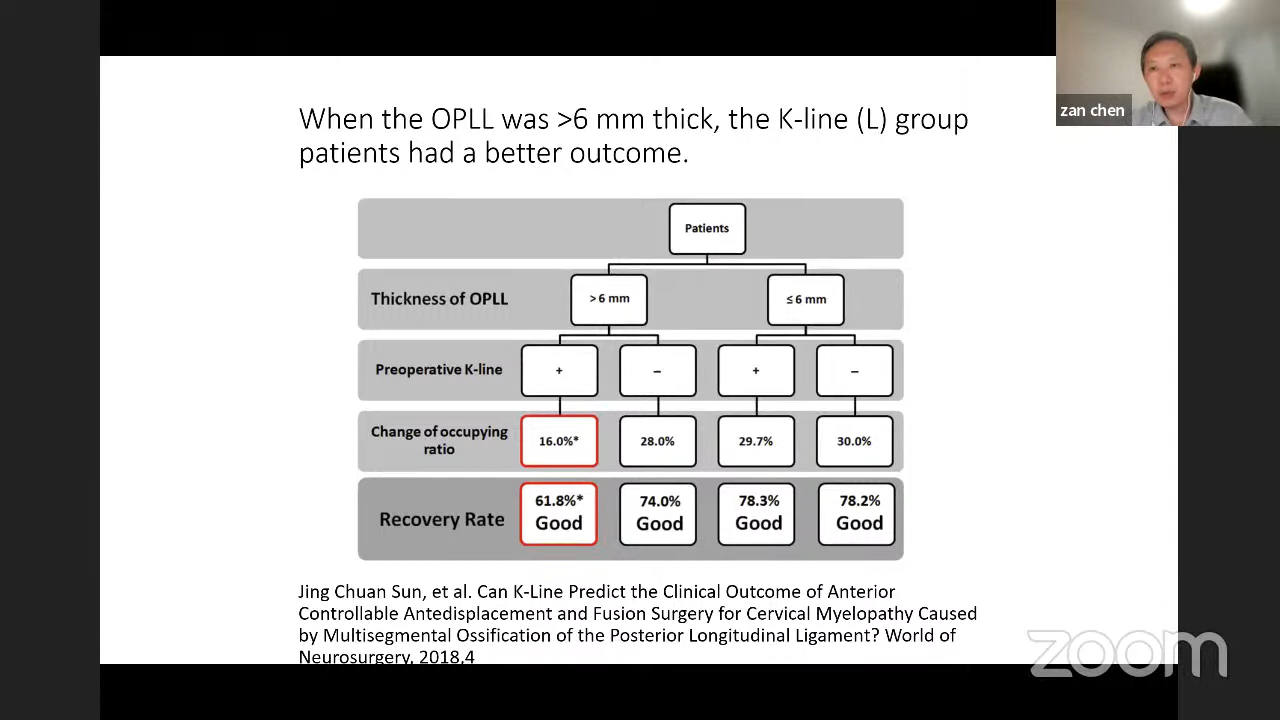 zan chen
When the OPLL was >6 mm thick, the K-line (L) group
patients had a better outcome.
Patients
Thickness of OPLL
> 6 mm
≤ 6 mm
Preoperative K-line
+
−
+
−
Change of occupying
ratio
16.0%*
28.0%
29.7%
30.0%
Recovery Rate
61.8%*
Good
74.0%
Good
78.3%
Good
78.2%
Good
Jing Chuan Sun, et al. Can K-Line Predict the Clinical Outcome of Anterior
Controllable Antedisplacement and Fusion Surgery for Cervical Myelopathy Caused
by Multisegmental Ossification of the Posterior Longitudinal Ligament? World of
Neurosurgery, 2018,4
zoom